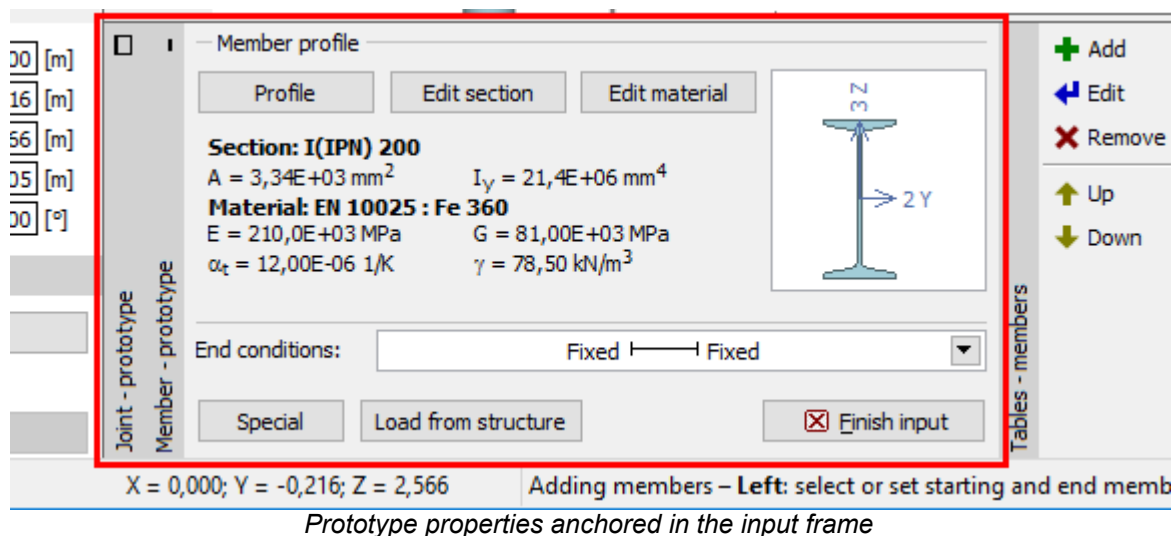 00 [m]
16 [m]
66 [m]
05 [m]
00 [°]
Joint - prototype
Member - prototype
Member profile
Profile
Edit section
Edit material
Section: I(IPN) 200
A = 3,34E+03 mm² Iy = 21,4E+06 mm⁴
Material: EN 10025 : Fe 360
E = 210,0E+03 MPa G = 81,00E+03 MPa
αt = 12,00E-06 1/K γ = 78,50 kN/m³
3 Z
2 Y
End conditions:
Fixed Fixed
Special
Load from structure
Finish input
Tables - members
Add
Edit
Remove
Up
Down
X = 0,000; Y = -0,216; Z = 2,566
Adding members – Left: select or set starting and end memb
Prototype properties anchored in the input frame